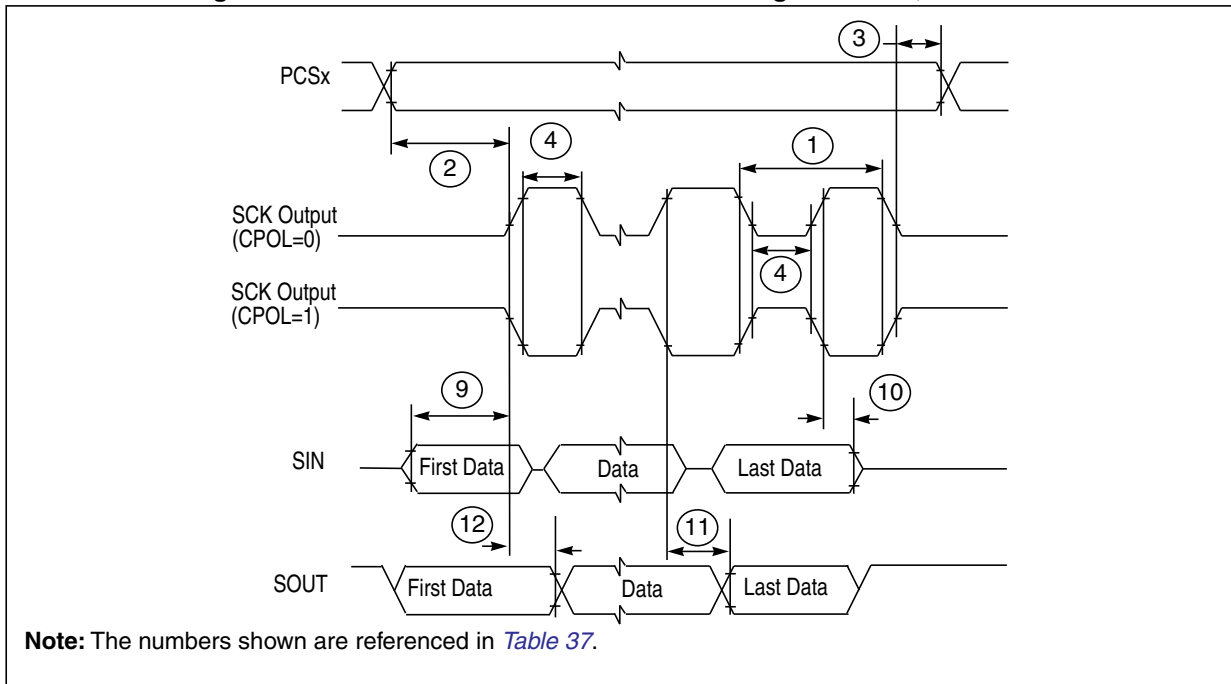 3
PCSx
2
4
1
SCK Output
(CPOL=0)
4
SCK Output
(CPOL=1)
9
10
SIN
First Data
Data
Last Data
12
11
SOUT
First Data
Data
Last Data
Note: The numbers shown are referenced in Table 37.